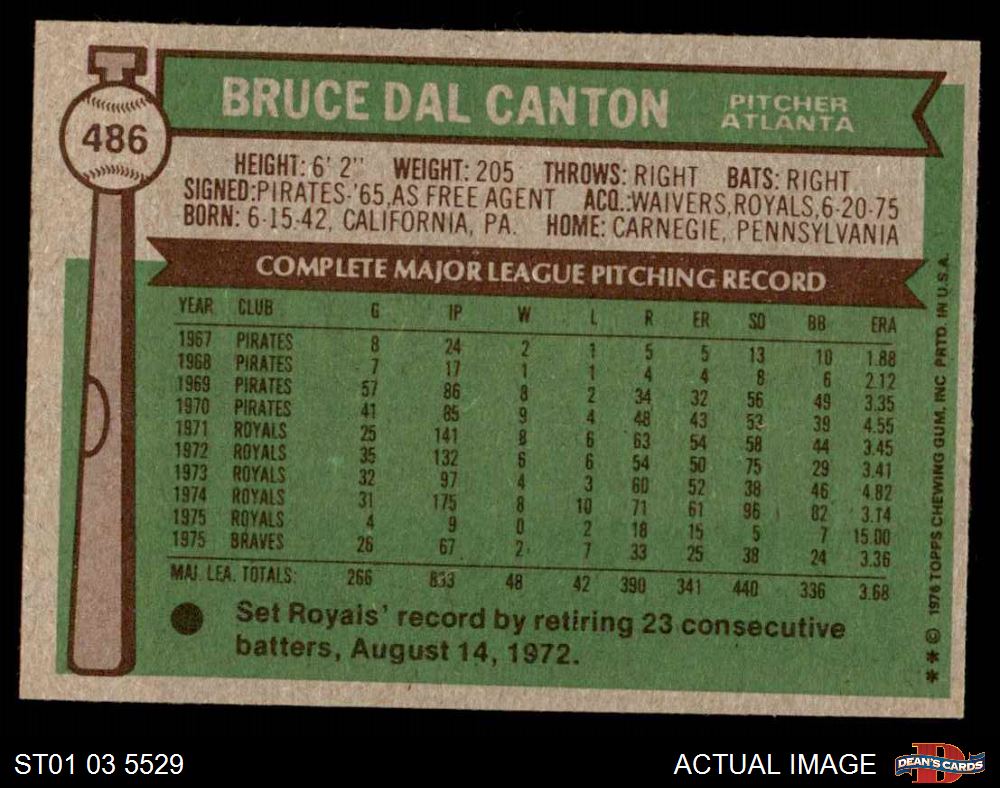 486
BRUCE DAL CANTON
PITCHER
ATLANTA
HEIGHT: 6' 2" WEIGHT: 205 THROWS: RIGHT BATS: RIGHT
SIGNED: PIRATES-'65, AS FREE AGENT ACQ.: WAIVERS, ROYALS, 6-20-75
BORN: 6-15-42, CALIFORNIA, PA. HOME: CARNEGIE, PENNSYLVANIA
COMPLETE MAJOR LEAGUE PITCHING RECORD
YEAR CLUB G IP W L R ER SO BB ERA
1967 PIRATES 8 24 2 1 5 5 13 10 1.88
1968 PIRATES 7 17 1 1 4 4 8 6 2.12
1969 PIRATES 57 86 8 2 34 32 56 49 3.35
1970 PIRATES 41 85 9 4 48 43 53 39 4.55
1971 ROYALS 25 141 8 6 63 54 58 44 3.45
1972 ROYALS 35 132 6 6 54 50 75 29 3.41
1973 ROYALS 32 97 4 3 60 52 38 46 4.82
1974 ROYALS 31 175 8 10 71 61 96 82 3.14
1975 ROYALS 4 9 0 2 18 15 5 7 15.00
1975 BRAVES 26 67 2 7 33 25 38 24 3.36
MAJ. LEA. TOTALS: 266 833 48 42 390 341 440 336 3.68
Set Royals' record by retiring 23 consecutive
batters, August 14, 1972.
* * © 1976 TOPPS CHEWING GUM, INC PRTD. IN U.S.A.
ST01 03 5529
ACTUAL IMAGE
DEAN'S CARDS